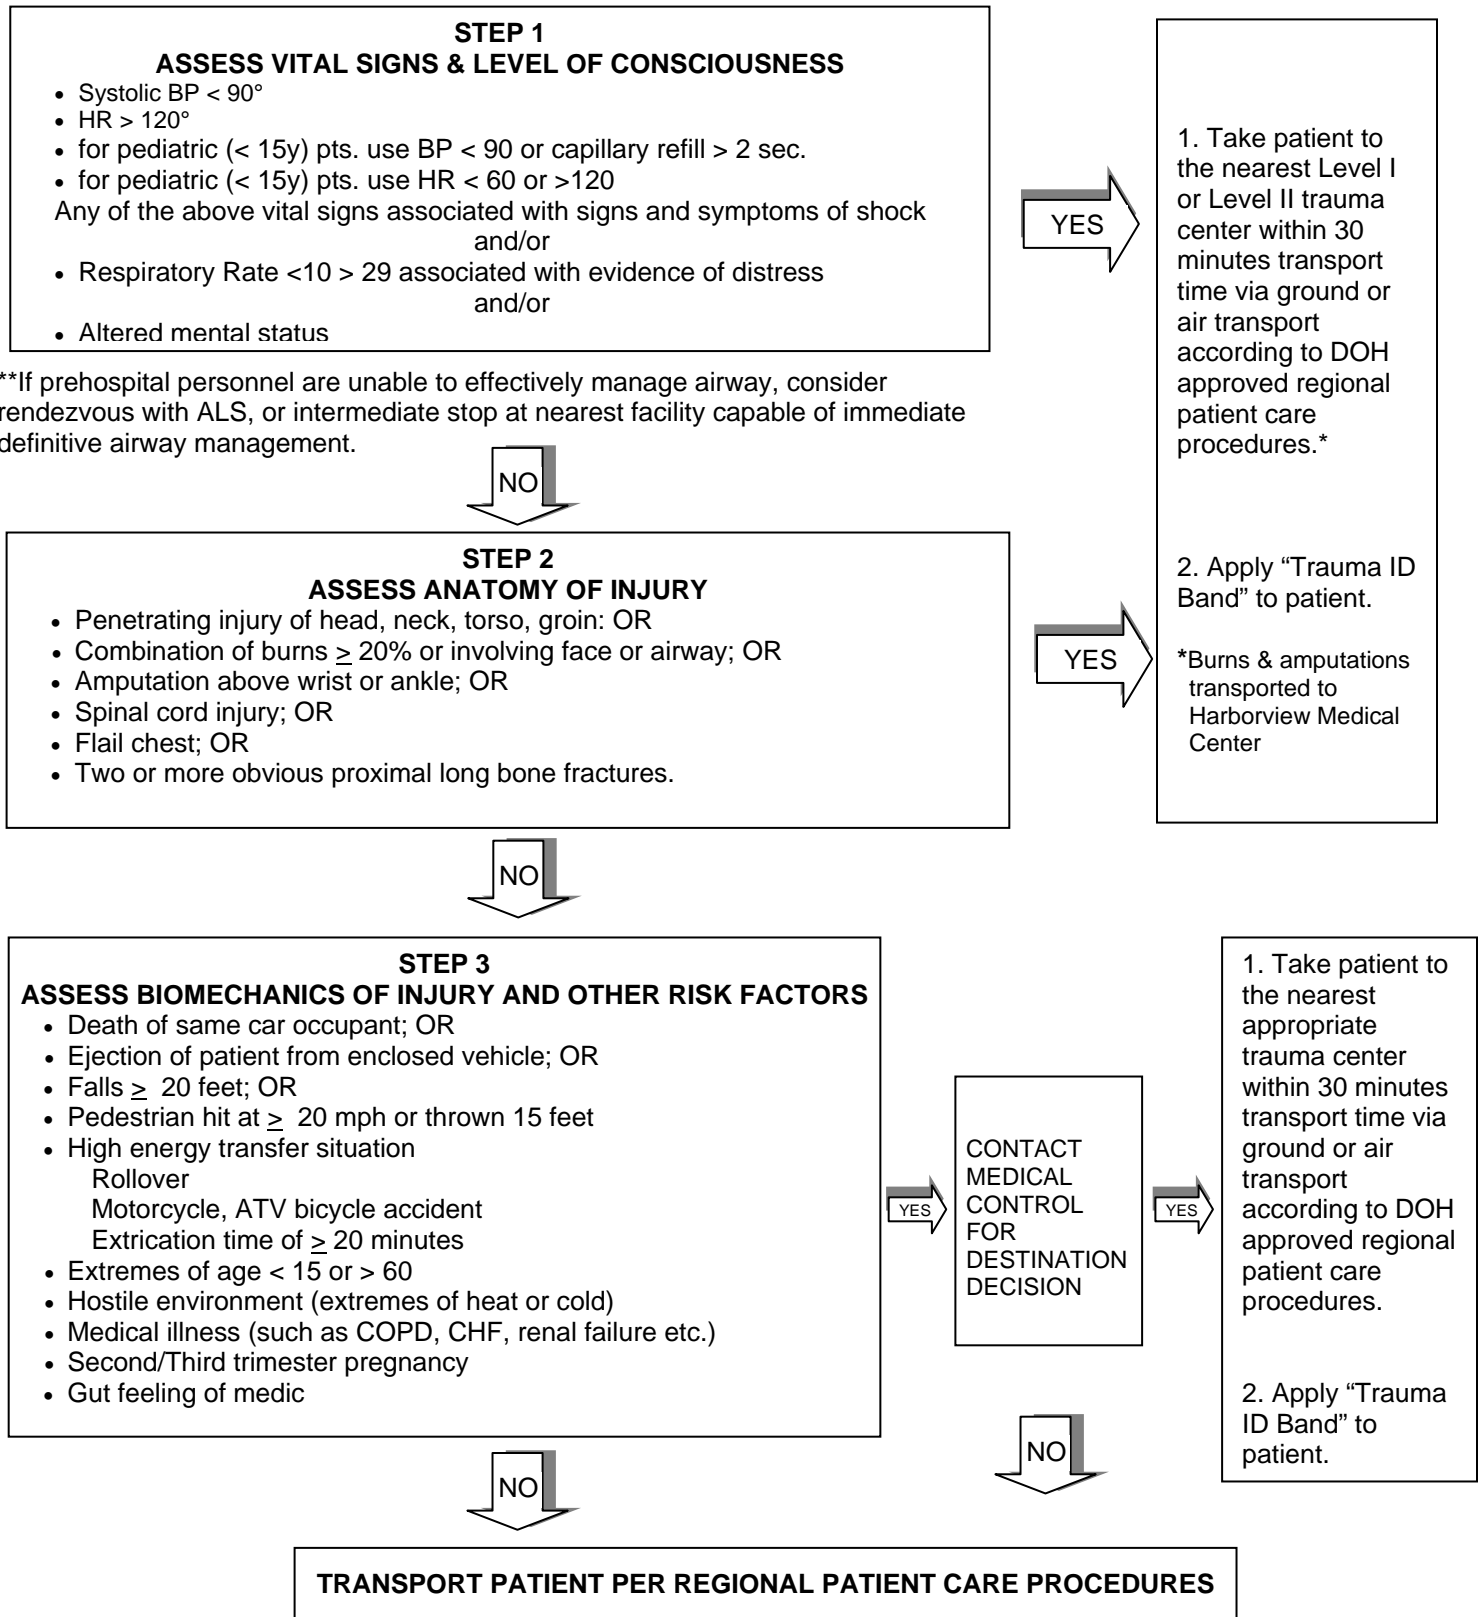 STEP 1
ASSESS VITAL SIGNS & LEVEL OF CONSCIOUSNESS
• Systolic BP < 90°
• HR > 120°
• for pediatric (< 15y) pts. use BP < 90 or capillary refill > 2 sec.
• for pediatric (< 15y) pts. use HR < 60 or >120
Any of the above vital signs associated with signs and symptoms of shock
and/or
• Respiratory Rate <10 > 29 associated with evidence of distress
and/or
• Altered mental status
YES
1. Take patient to
the nearest Level I
or Level II trauma
center within 30
minutes transport
time via ground or
air transport
according to DOH
approved regional
patient care
procedures.*
2. Apply “Trauma ID
Band” to patient.
*Burns & amputations
transported to
Harborview Medical
Center
**If prehospital personnel are unable to effectively manage airway, consider
rendezvous with ALS, or intermediate stop at nearest facility capable of immediate
definitive airway management.
NO
STEP 2
ASSESS ANATOMY OF INJURY
• Penetrating injury of head, neck, torso, groin: OR
• Combination of burns ≥ 20% or involving face or airway; OR
• Amputation above wrist or ankle; OR
• Spinal cord injury; OR
• Flail chest; OR
• Two or more obvious proximal long bone fractures.
YES
NO
STEP 3
ASSESS BIOMECHANICS OF INJURY AND OTHER RISK FACTORS
• Death of same car occupant; OR
• Ejection of patient from enclosed vehicle; OR
• Falls ≥ 20 feet; OR
• Pedestrian hit at ≥ 20 mph or thrown 15 feet
• High energy transfer situation
Rollover
Motorcycle, ATV bicycle accident
Extrication time of ≥ 20 minutes
• Extremes of age < 15 or > 60
• Hostile environment (extremes of heat or cold)
• Medical illness (such as COPD, CHF, renal failure etc.)
• Second/Third trimester pregnancy
• Gut feeling of medic
YES
CONTACT
MEDICAL
CONTROL
FOR
DESTINATION
DECISION
YES
1. Take patient to
the nearest
appropriate
trauma center
within 30 minutes
transport time via
ground or air
transport
according to DOH
approved regional
patient care
procedures.
2. Apply “Trauma
ID Band” to
patient.
NO
NO
TRANSPORT PATIENT PER REGIONAL PATIENT CARE PROCEDURES